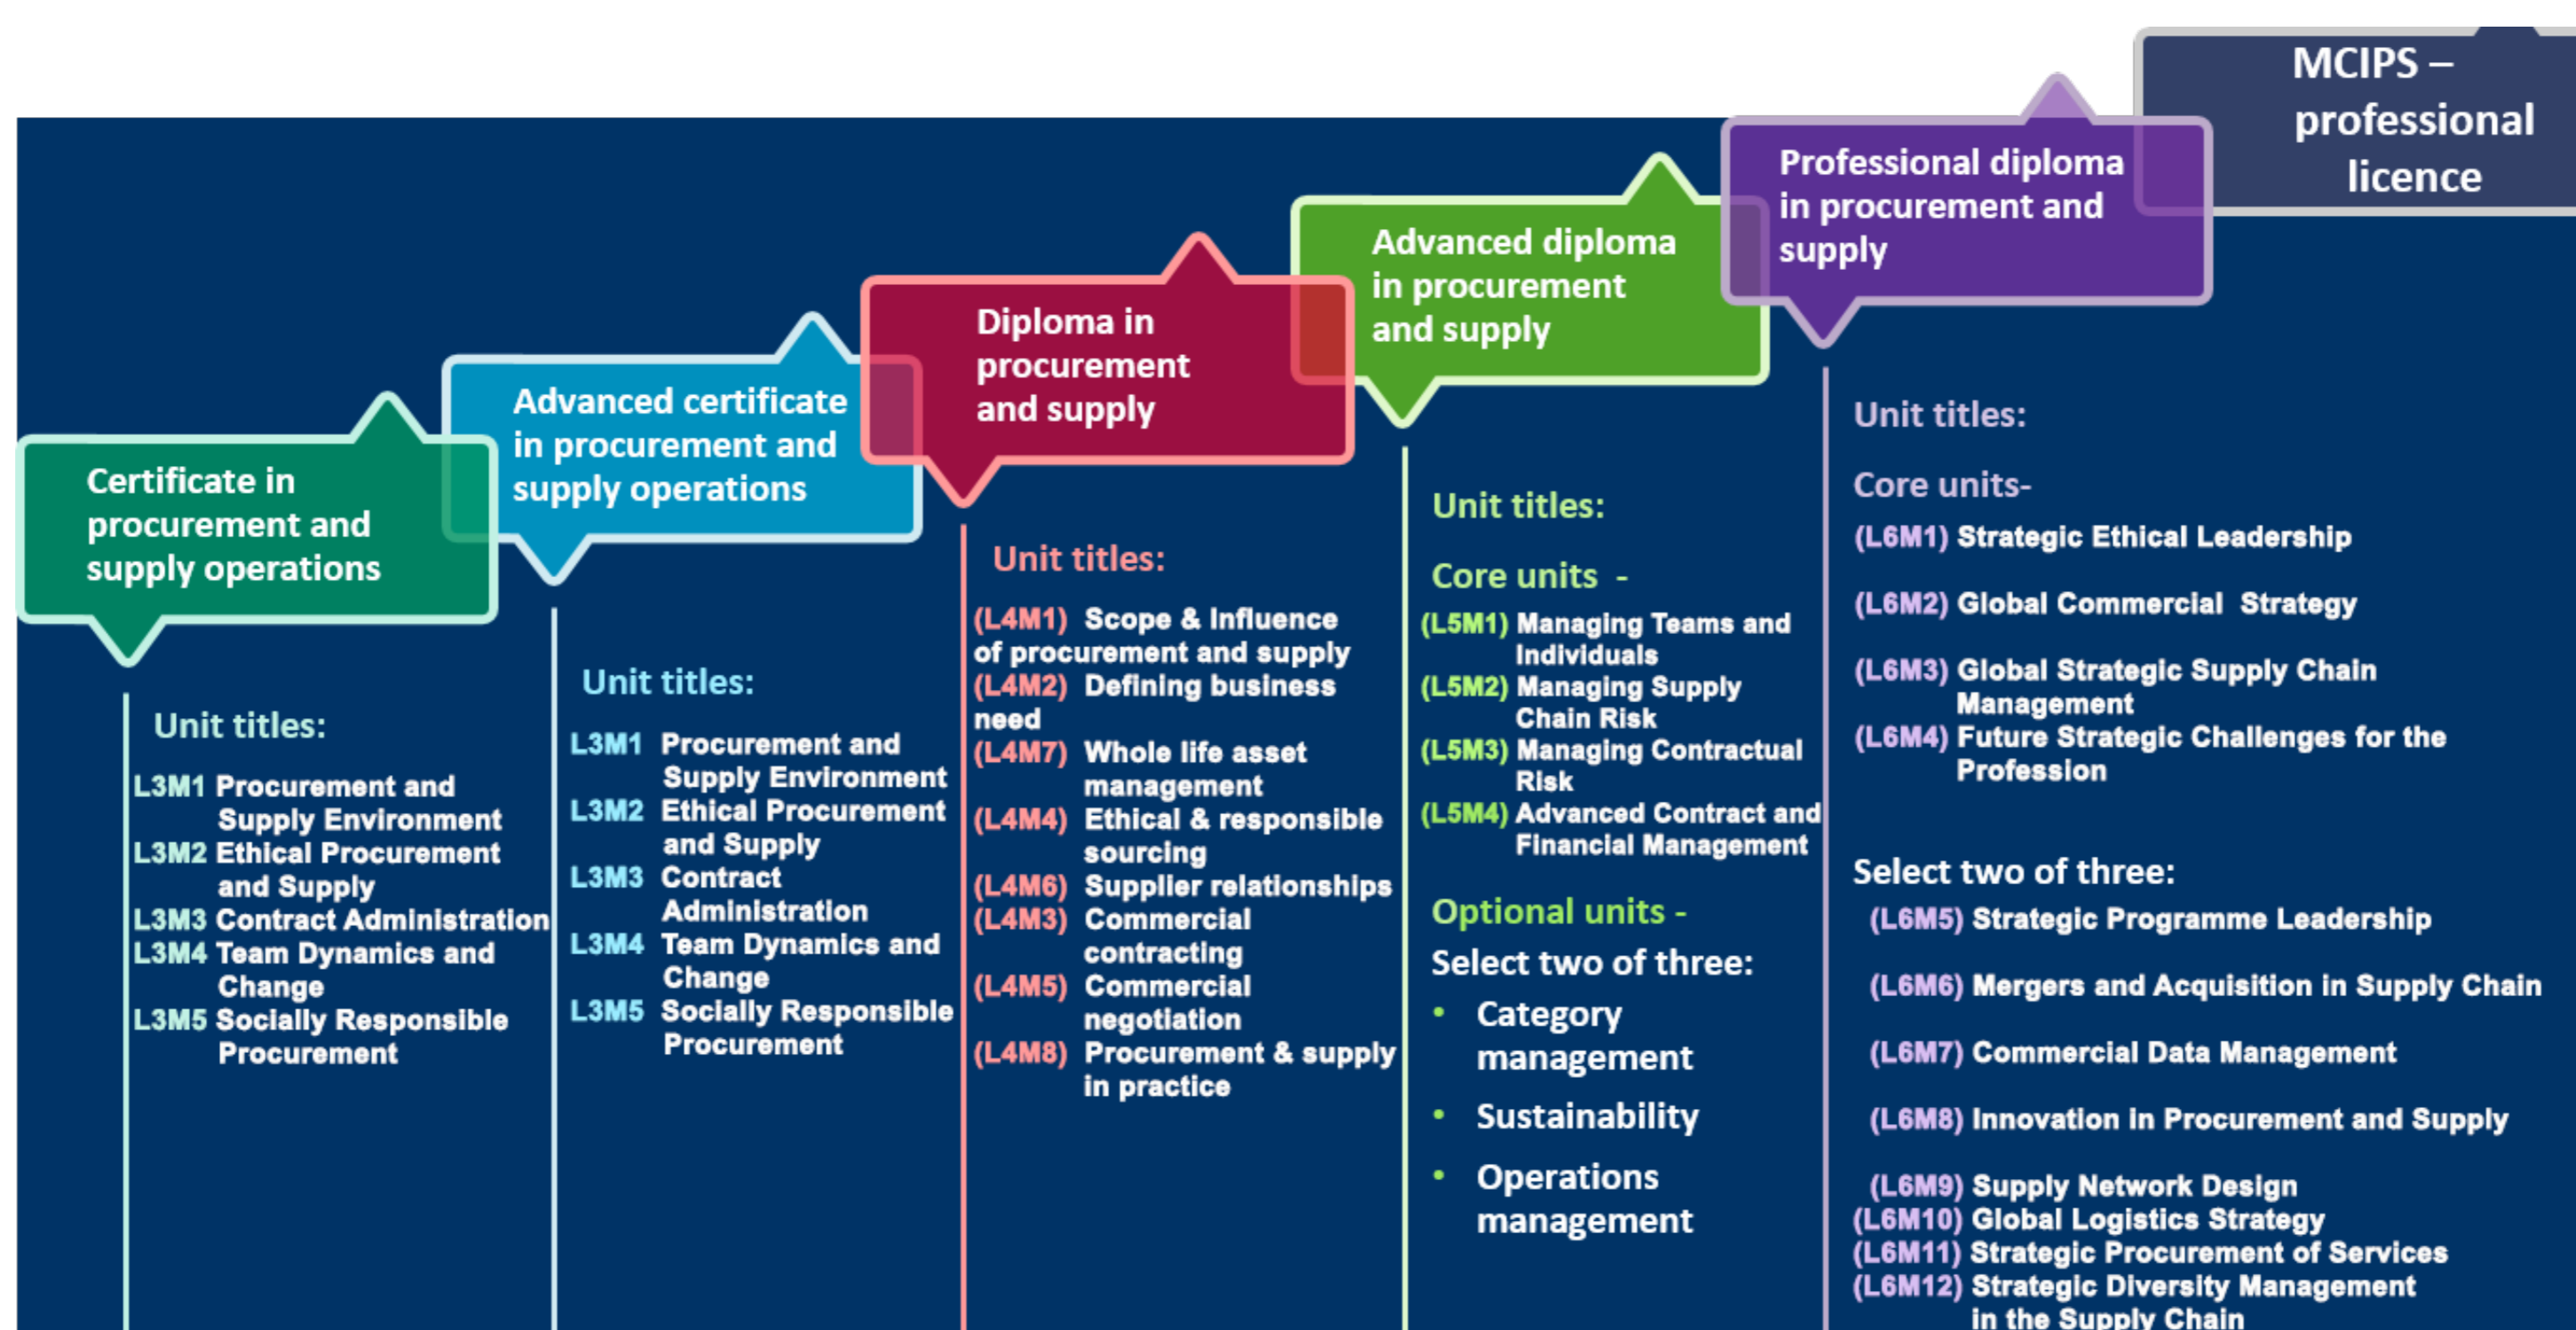 Certificate in
procurement and
supply operations
Unit titles:
L3M1 Procurement and
Supply Environment
L3M2 Ethical Procurement
and Supply
L3M3 Contract Administration
L3M4 Team Dynamics and
Change
L3M5 Socially Responsible
Procurement
Advanced certificate
in procurement and
supply operations
Unit titles:
L3M1 Procurement and
Supply Environment
L3M2 Ethical Procurement
and Supply
L3M3 Contract
Administration
L3M4 Team Dynamics and
Change
L3M5 Socially Responsible
Procurement
Diploma in
procurement
and supply
Unit titles:
(L4M1) Scope & Influence
of procurement and supply
(L4M2) Defining business
need
(L4M7) Whole life asset
management
(L4M4) Ethical & responsible
sourcing
(L4M6) Supplier relationships
(L4M3) Commercial
contracting
(L4M5) Commercial
negotiation
(L4M8) Procurement & supply
in practice
Advanced diploma
in procurement
and supply
Unit titles:
Core units -
(L5M1) Managing Teams and
Individuals
(L5M2) Managing Supply
Chain Risk
(L5M3) Managing Contractual
Risk
(L5M4) Advanced Contract and
Financial Management
Optional units -
Select two of three:
• Category
management
• Sustainability
• Operations
management
Professional diploma
in procurement and
supply
Unit titles:
Core units-
(L6M1) Strategic Ethical Leadership
(L6M2) Global Commercial Strategy
(L6M3) Global Strategic Supply Chain
Management
(L6M4) Future Strategic Challenges for the
Profession
Select two of three:
(L6M5) Strategic Programme Leadership
(L6M6) Mergers and Acquisition in Supply Chain
(L6M7) Commercial Data Management
(L6M8) Innovation in Procurement and Supply
(L6M9) Supply Network Design
(L6M10) Global Logistics Strategy
(L6M11) Strategic Procurement of Services
(L6M12) Strategic Diversity Management
in the Supply Chain
MCIPS –
professional
licence